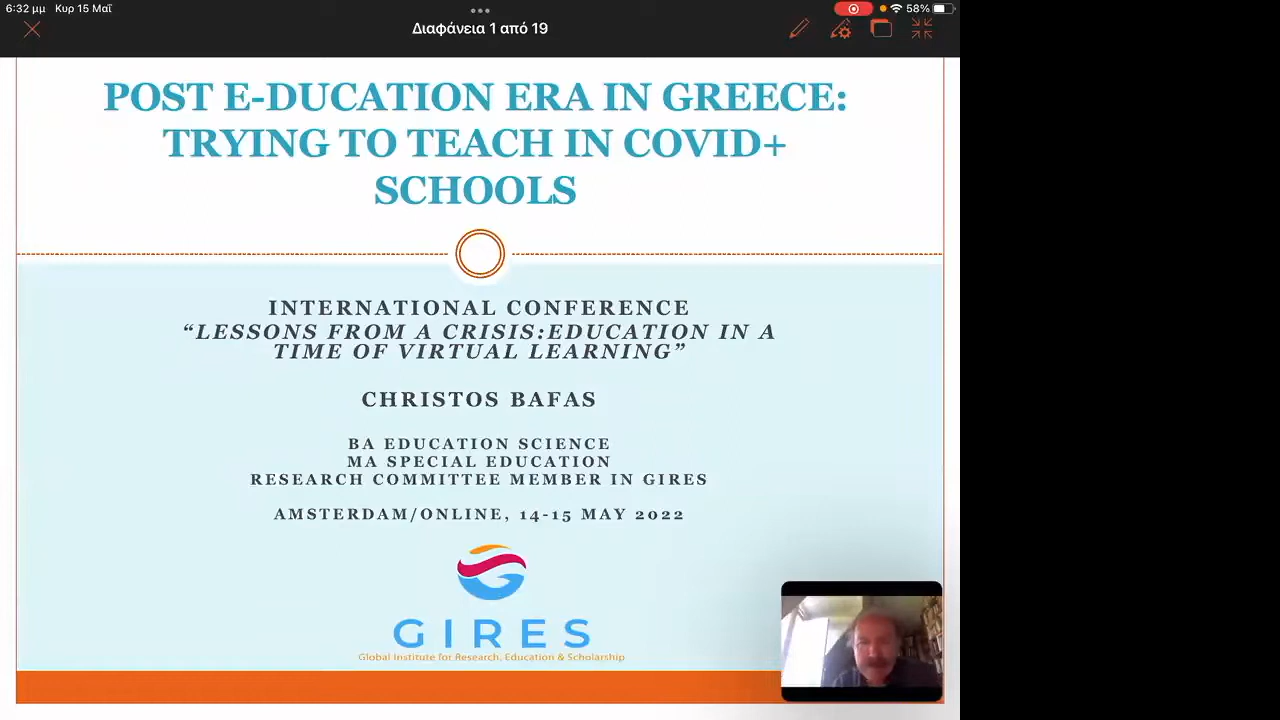 6:32 μμ Κυρ 15 Μαΐ
58%
Διαφάνεια 1 από 19
POST E-DUCATION ERA IN GREECE:
TRYING TO TEACH IN COVID+
SCHOOLS
INTERNATIONAL CONFERENCE
“LESSONS FROM A CRISIS:EDUCATION IN A
TIME OF VIRTUAL LEARNING”
CHRISTOS BAFAS
BA EDUCATION SCIENCE
MA SPECIAL EDUCATION
RESEARCH COMMITTEE MEMBER IN GIRES
AMSTERDAM/ONLINE, 14-15 MAY 2022
GIRES
Global Institute for Research, Education & Scholarship